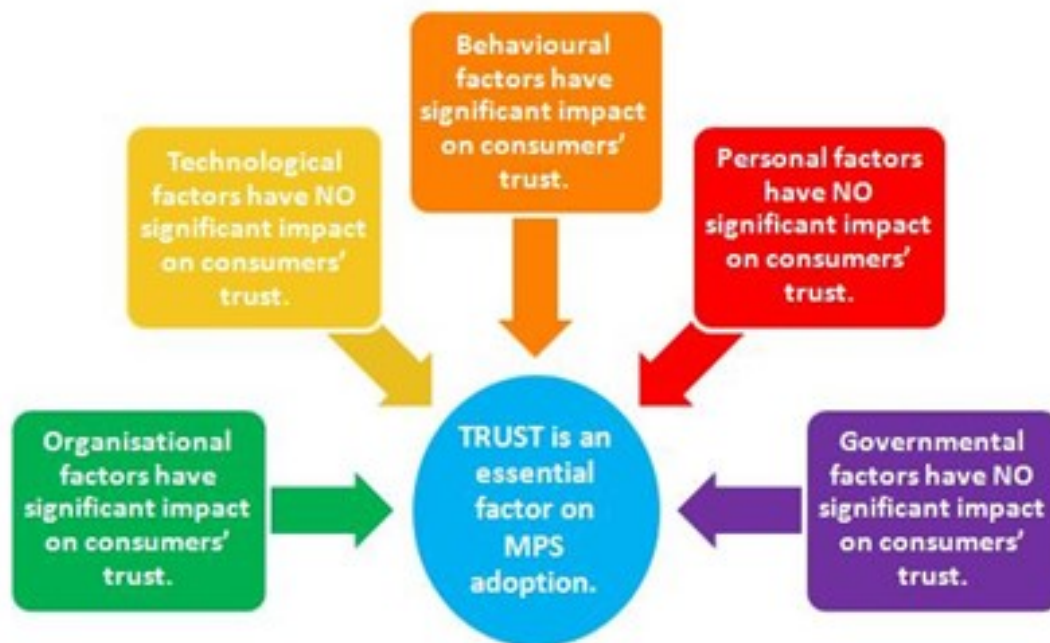 Behavioural
factors have
significant impact
on consumers'
trust.
Technological
factors have NO
significant impact
on consumers'
trust.
Personal factors
have NO
significant impact
on consumers'
trust.
Organisational
factors have
significant impact
on consumers'
trust.
TRUST is an
essential
factor on
MPS
adoption.
Governmental
factors have NO
significant impact
on consumers'
trust.